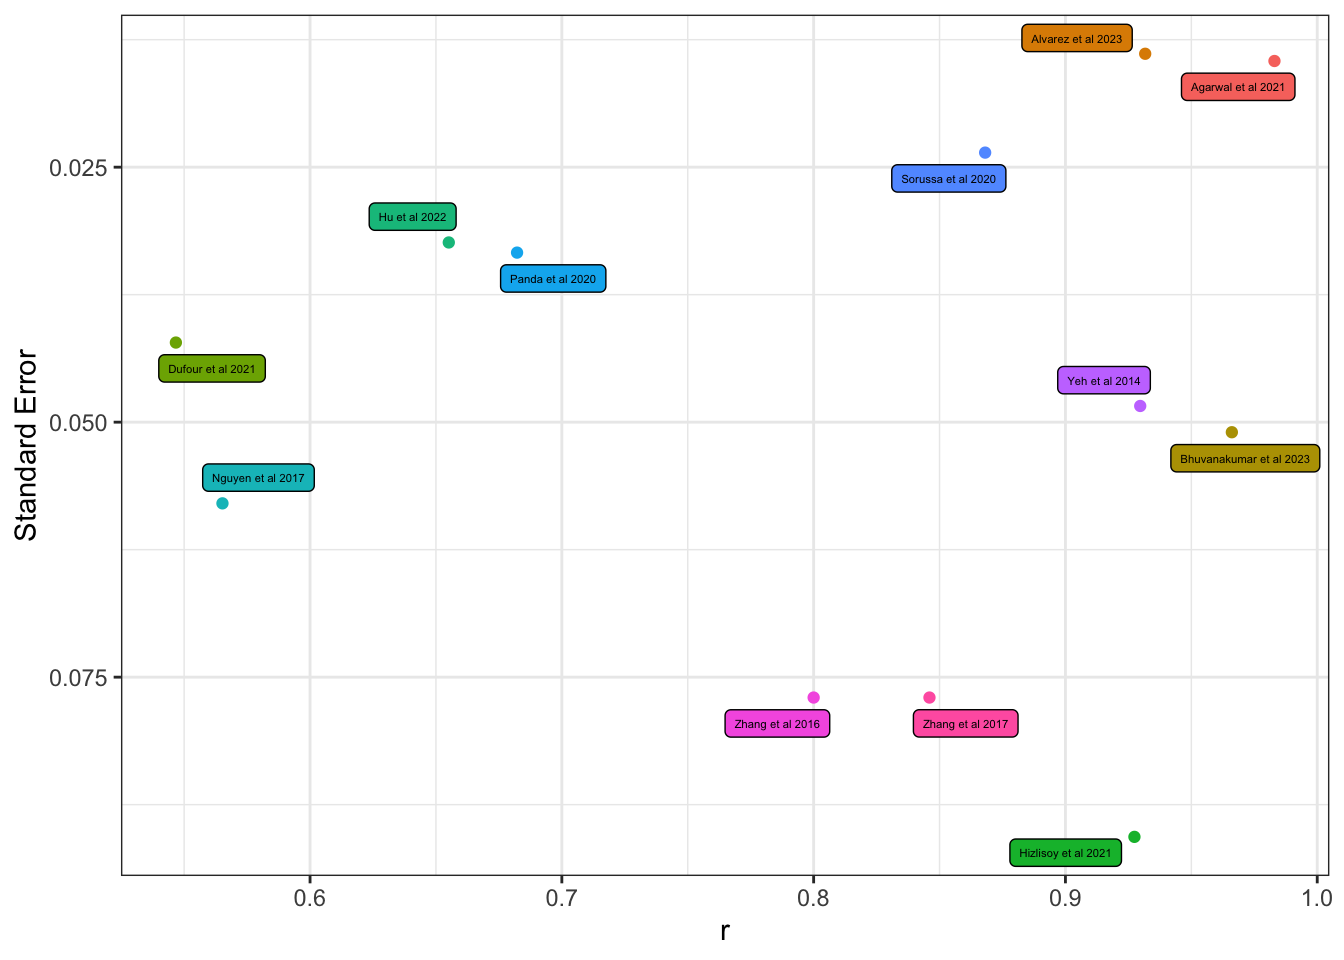 Alvarez et al 2023
Agarwal et al 2021
0.025
Sorussa et al 2020
Hu et al 2022
Panda et al 2020
Dufour et al 2021
Yeh et al 2014
0.050
Bhuvanakumar et al 2023
Nguyen et al 2017
Standard Error
0.075
Zhang et al 2016
Zhang et al 2017
Hizlisoy et al 2021
0.6
0.7
0.8
0.9
1.0
r